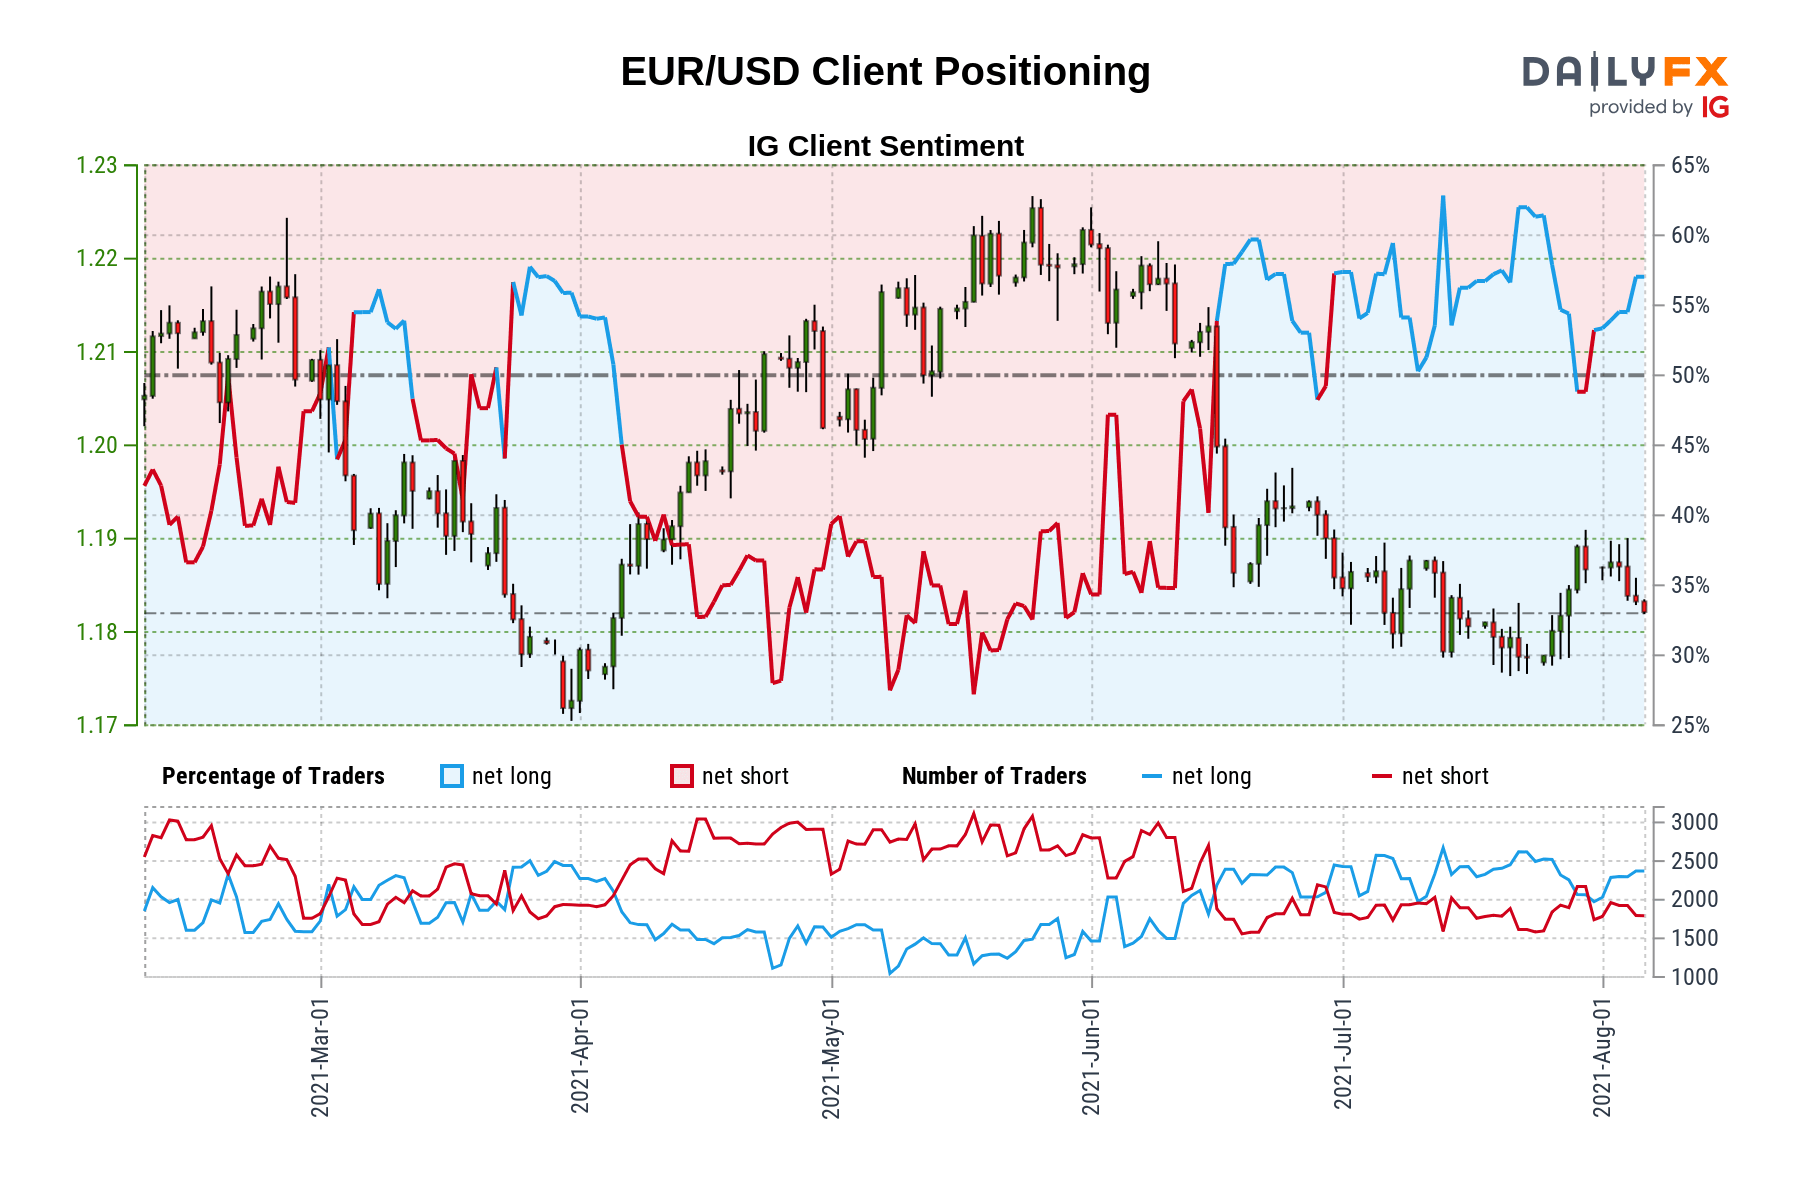 EUR/USD Client Positioning
DAILYFX
provided by IG
IG Client Sentiment
1.23
1.22
1.21
1.20
1.19
1.18
1.17
65%
60%
55%
50%
45%
40%
35%
30%
25%
Percentage of Traders net long net short Number of Traders net long net short
3000
2500
2000
1500
1000
2021-Mar-01
2021-Apr-01
2021-May-01
2021-Jun-01
2021-Jul-01
2021-Aug-01